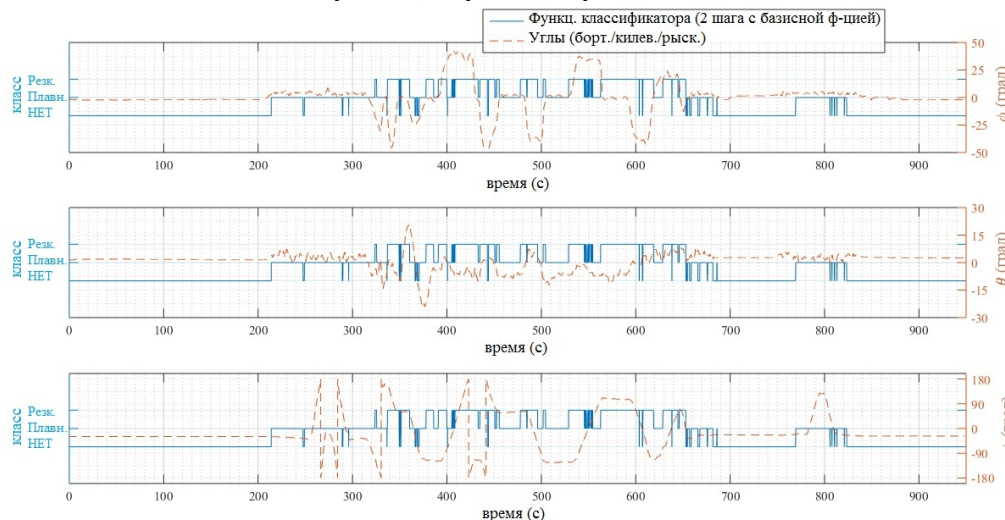 Функц. классификатора (2 шага с базисной ф-цией)
Углы (борт./килев./рыск.)
класс
Резк.
Плавн.
НЕТ
50
25
0
-25
-50
ϕ (град)
0 100 200 300 400 500 600 700 800 900
время (с)
класс
Резк.
Плавн.
НЕТ
30
15
0
-15
-30
θ (град)
0 100 200 300 400 500 600 700 800 900
время (с)
класс
Резк.
Плавн.
НЕТ
180
90
0
-90
-180
0 100 200 300 400 500 600 700 800 900
время (с)